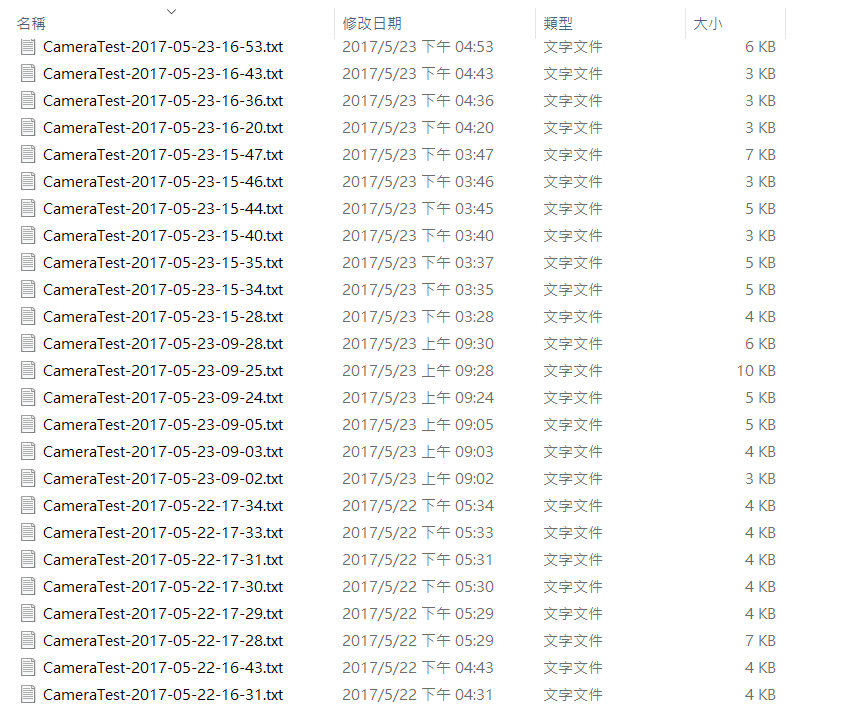 名稱 修改日期 類型 大小
CameraTest-2017-05-23-16-53.txt 2017/5/23 下午 04:53 文字文件 6 KB
CameraTest-2017-05-23-16-43.txt 2017/5/23 下午 04:43 文字文件 3 KB
CameraTest-2017-05-23-16-36.txt 2017/5/23 下午 04:36 文字文件 3 KB
CameraTest-2017-05-23-16-20.txt 2017/5/23 下午 04:20 文字文件 3 KB
CameraTest-2017-05-23-15-47.txt 2017/5/23 下午 03:47 文字文件 7 KB
CameraTest-2017-05-23-15-46.txt 2017/5/23 下午 03:46 文字文件 3 KB
CameraTest-2017-05-23-15-44.txt 2017/5/23 下午 03:45 文字文件 5 KB
CameraTest-2017-05-23-15-40.txt 2017/5/23 下午 03:40 文字文件 3 KB
CameraTest-2017-05-23-15-35.txt 2017/5/23 下午 03:37 文字文件 5 KB
CameraTest-2017-05-23-15-34.txt 2017/5/23 下午 03:35 文字文件 5 KB
CameraTest-2017-05-23-15-28.txt 2017/5/23 下午 03:28 文字文件 4 KB
CameraTest-2017-05-23-09-28.txt 2017/5/23 上午 09:30 文字文件 6 KB
CameraTest-2017-05-23-09-25.txt 2017/5/23 上午 09:28 文字文件 10 KB
CameraTest-2017-05-23-09-24.txt 2017/5/23 上午 09:24 文字文件 5 KB
CameraTest-2017-05-23-09-05.txt 2017/5/23 上午 09:05 文字文件 5 KB
CameraTest-2017-05-23-09-03.txt 2017/5/23 上午 09:03 文字文件 4 KB
CameraTest-2017-05-23-09-02.txt 2017/5/23 上午 09:02 文字文件 3 KB
CameraTest-2017-05-22-17-34.txt 2017/5/22 下午 05:34 文字文件 4 KB
CameraTest-2017-05-22-17-33.txt 2017/5/22 下午 05:33 文字文件 4 KB
CameraTest-2017-05-22-17-31.txt 2017/5/22 下午 05:31 文字文件 4 KB
CameraTest-2017-05-22-17-30.txt 2017/5/22 下午 05:30 文字文件 4 KB
CameraTest-2017-05-22-17-29.txt 2017/5/22 下午 05:29 文字文件 4 KB
CameraTest-2017-05-22-17-28.txt 2017/5/22 下午 05:29 文字文件 7 KB
CameraTest-2017-05-22-16-43.txt 2017/5/22 下午 04:43 文字文件 4 KB
CameraTest-2017-05-22-16-31.txt 2017/5/22 下午 04:31 文字文件 4 KB